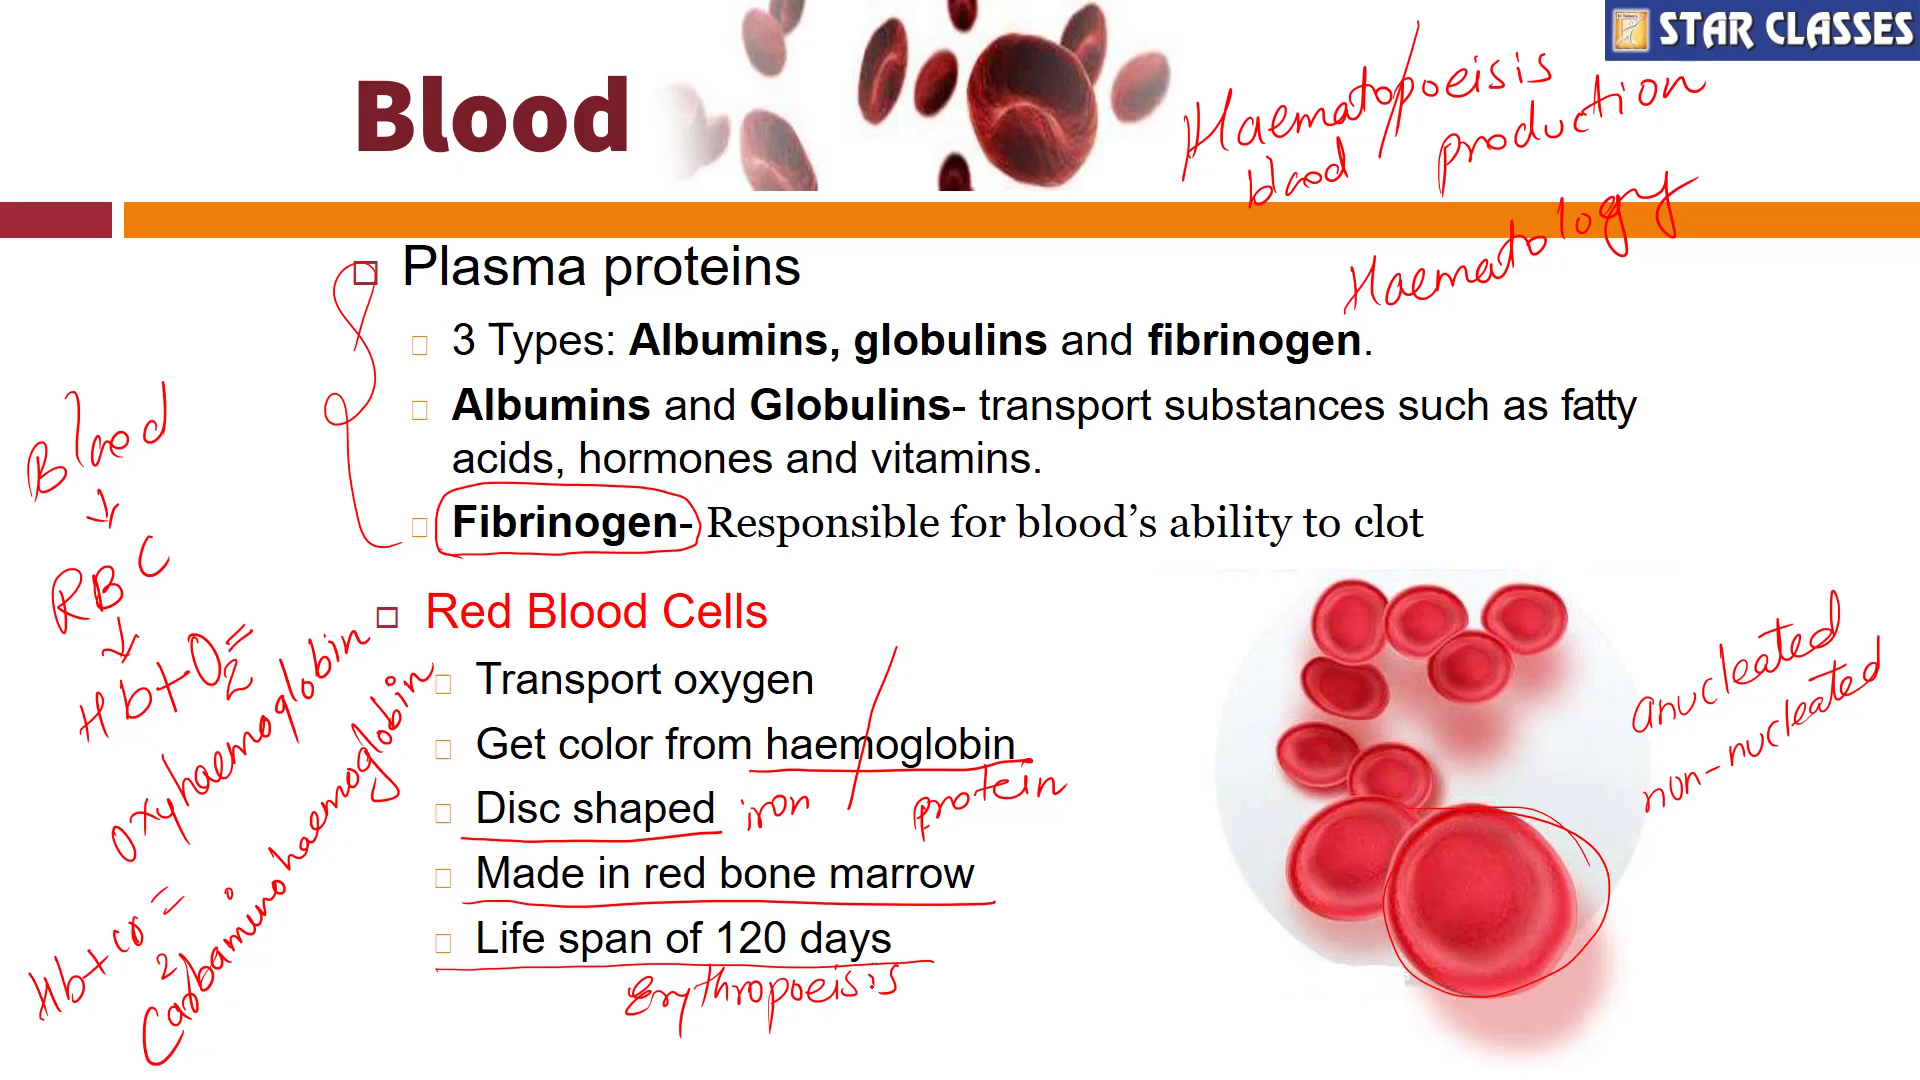 STAR CLASSES
Blood
Haematopoeisis
blood production
Haematology
Plasma proteins
3 Types: Albumins, globulins and fibrinogen.
Albumins and Globulins- transport substances such as fatty
acids, hormones and vitamins.
Fibrinogen- Responsible for blood’s ability to clot
Blood
RBC
Hb+O2=
oxyhaemoglobin
Hb+CO2=
Carbaminohaemoglobin
Red Blood Cells
Transport oxygen
Get color from haemoglobin
iron protein
Disc shaped
Made in red bone marrow
Life span of 120 days
Erythropoeisis
anucleated
non-nucleated